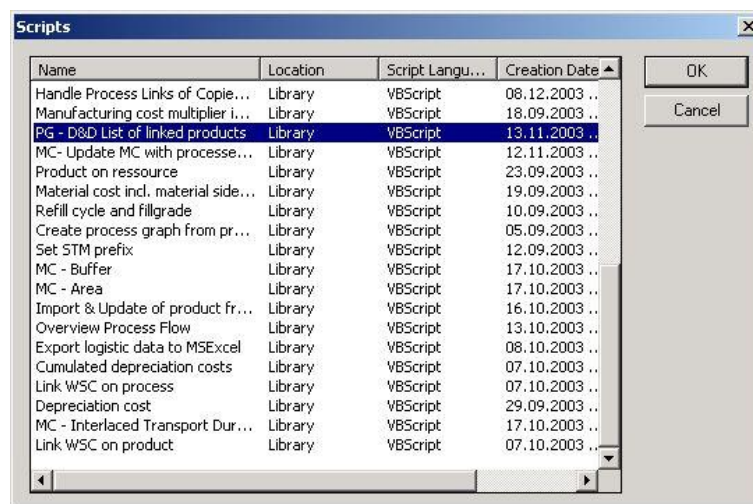 Scripts
Name Location Script Langu... Creation Date
OK
Handle Process Links of Copie... Library VBScript 08.12.2003 ..
Manufacturing cost multiplier i... Library VBScript 18.09.2003 ..
Cancel
PG - D&D List of linked products Library VBScript 13.11.2003 ..
MC- Update MC with processe... Library VBScript 12.11.2003 ..
Product on ressource Library VBScript 23.09.2003 ..
Material cost incl. material side... Library VBScript 19.09.2003 ..
Refill cycle and fillgrade Library VBScript 10.09.2003 ..
Create process graph from pr... Library VBScript 05.09.2003 ..
Set STM prefix Library VBScript 12.09.2003 ..
MC - Buffer Library VBScript 17.10.2003 ..
MC - Area Library VBScript 17.10.2003 ..
Import & Update of product fr... Library VBScript 16.10.2003 ..
Overview Process Flow Library VBScript 13.10.2003 ..
Export logistic data to MSExcel Library VBScript 08.10.2003 ..
Cumulated depreciation costs Library VBScript 07.10.2003 ..
Link WSC on process Library VBScript 07.10.2003 ..
Depreciation cost Library VBScript 29.09.2003 ..
MC - Interlaced Transport Dur... Library VBScript 17.10.2003 ..
Link WSC on product Library VBScript 07.10.2003 ..